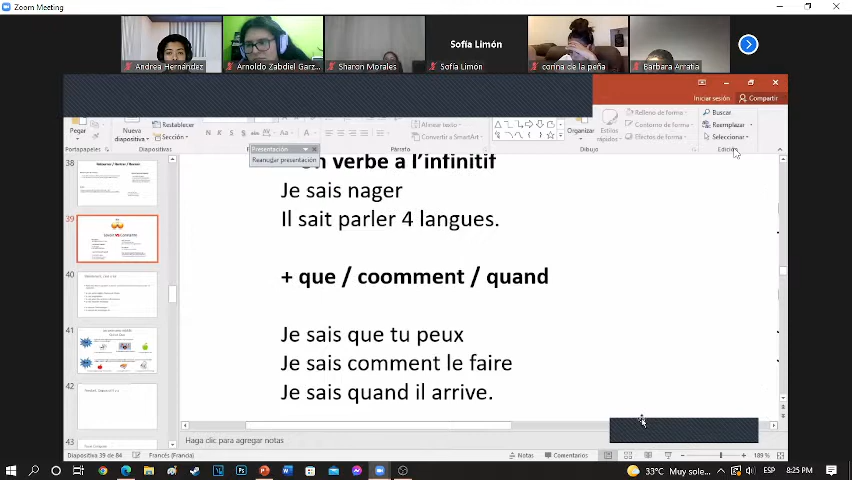 Zoom Meeting
Andrea Hernández
Arnoldo Zabdiel Garz...
Sharon Morales
Sofía Limón
Sofía Limón
corina de la peña
Barbara Arratia
Iniciar sesión
Compartir
Pegar
Nueva diapositiva
Restablecer
Sección
Alinear texto
Convertir a SmartArt
Organizar
Estilos rápidos
Relleno de forma
Contorno de forma
Efectos de forma
Buscar
Reemplazar
Seleccionar
Portapapeles
Diapositivas
Párrafo
Dibujo
Edición
Presentación
Reanudar presentación
38
39
40
41
42
43
un verbe à l'infinitif
Je sais nager
Il sait parler 4 langues.
+ que / coomment / quand
Je sais que tu peux
Je sais comment le faire
Je sais quand il arrive.
Haga clic para agregar notas
Diapositiva 39 de 84
Francés (Francia)
Notas
Comentarios
189 %
33°C Muy sole...
ESP
8:25 PM